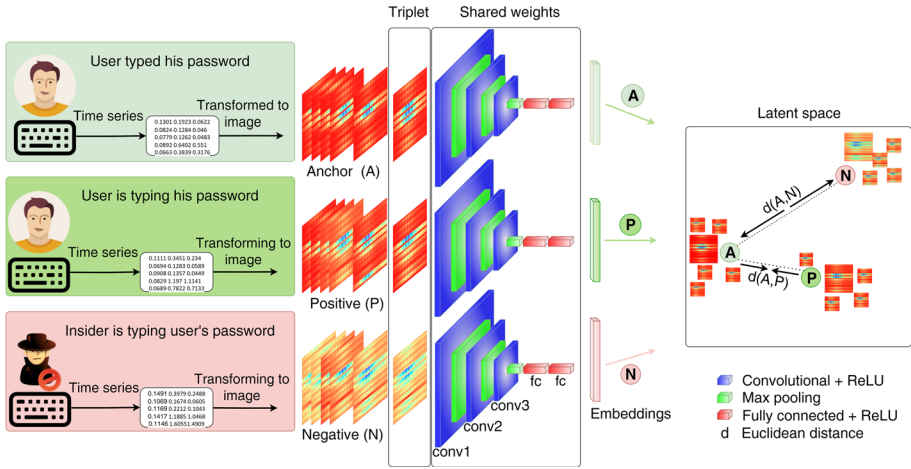 Triplet
Shared weights
User typed his password
Time series
Transformed to
image
0.1301 0.1923 0.0622
0.0824 0.1284 0.046
0.0779 0.1262 0.0483
0.0892 0.6402 0.551
0.0663 0.3839 0.3176
Anchor (A)
A
User is typing his password
Time series
Transforming to
image
0.1111 0.3451 0.234
0.0694 0.1283 0.0589
0.0908 0.1357 0.0449
0.0829 1.197 1.1141
0.0689 0.7822 0.7133
Positive (P)
P
Insider is typing user's password
Time series
Transforming to
image
0.1491 0.3979 0.2488
0.1069 0.1674 0.0605
0.1169 0.2212 0.1043
0.1417 1.1885 1.0468
0.1146 1.6055 1.4909
Negative (N)
conv1
conv2
conv3
fc
fc
Embeddings
N
Latent space
N
d(A,N)
A
d(A,P)
P
Convolutional + ReLU
Max pooling
Fully connected + ReLU
d Euclidean distance